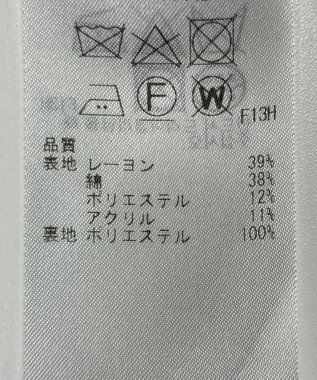 F
W
F13H
品質
表地 レーヨン 39%
綿 38%
ポリエステル 12%
アクリル 11%
裏地 ポリエステル 100%